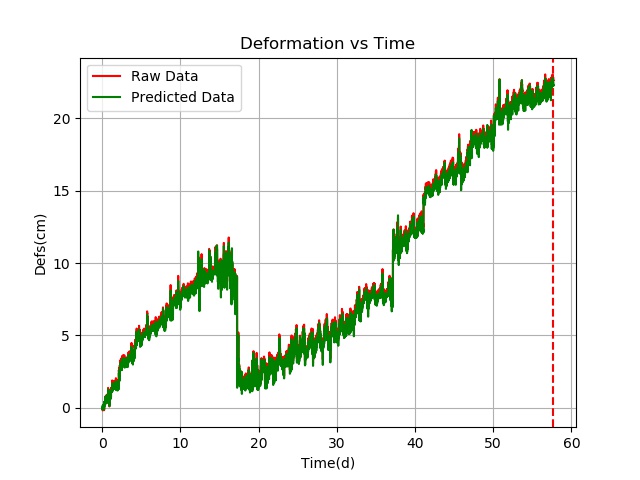 Deformation vs Time
Raw Data
Predicted Data
Defs(cm)
20
15
10
5
0
0 10 20 30 40 50 60
Time(d)